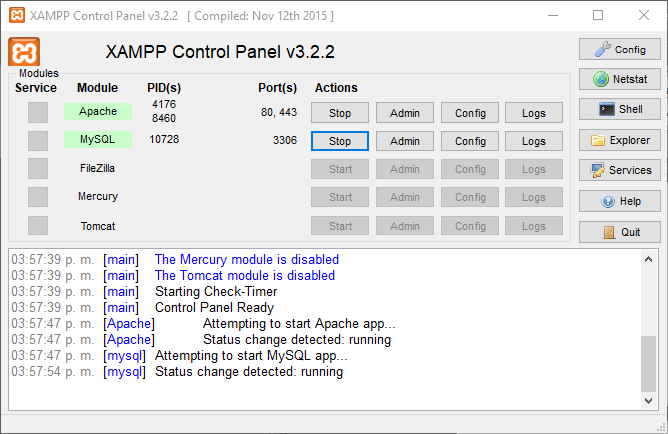 XAMPP Control Panel v3.2.2 [ Compiled: Nov 12th 2015 ]
XAMPP Control Panel v3.2.2
Config
Modules
Service Module PID(s) Port(s) Actions
Netstat
Apache 4176 8460 80, 443 Stop Admin Config Logs
Shell
MySQL 10728 3306 Stop Admin Config Logs
Explorer
FileZilla Start Admin Config Logs
Services
Mercury Start Admin Config Logs
Help
Tomcat Start Admin Config Logs
Quit
03:57:39 p. m. [main] The Mercury module is disabled
03:57:39 p. m. [main] The Tomcat module is disabled
03:57:39 p. m. [main] Starting Check-Timer
03:57:39 p. m. [main] Control Panel Ready
03:57:47 p. m. [Apache] Attempting to start Apache app...
03:57:47 p. m. [Apache] Status change detected: running
03:57:47 p. m. [mysql] Attempting to start MySQL app...
03:57:54 p. m. [mysql] Status change detected: running